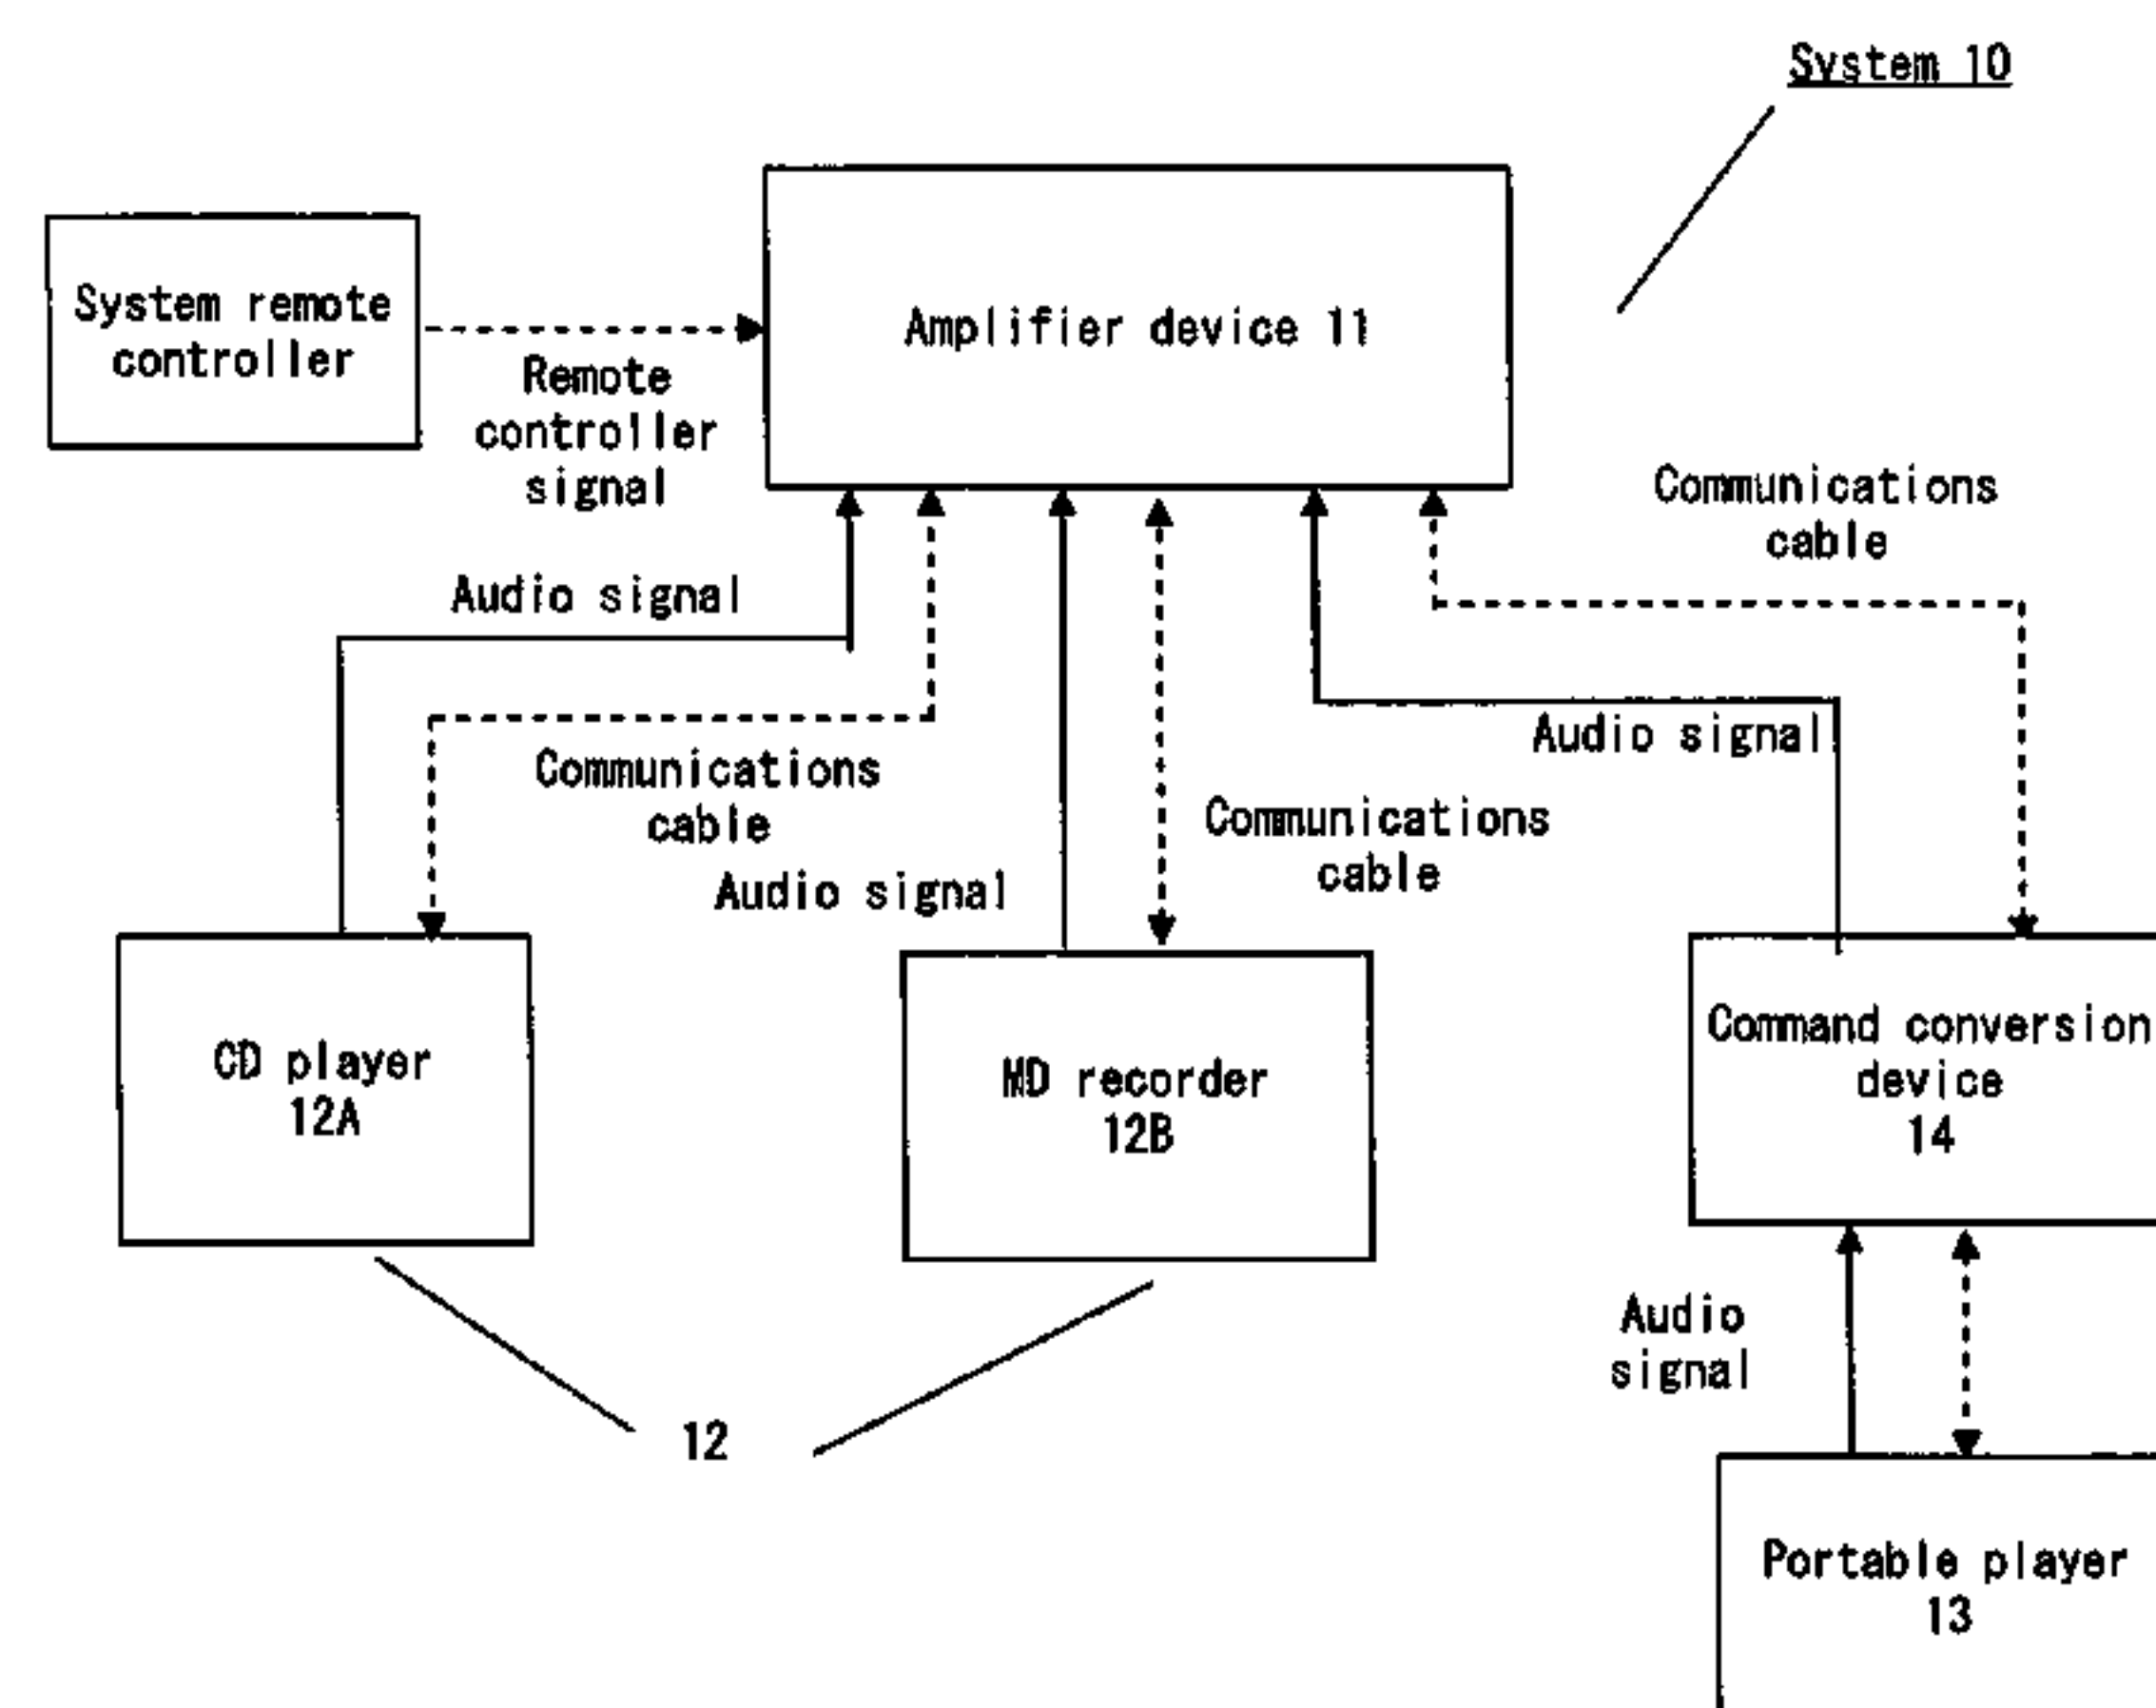 System 10
System remote
controller
Amplifier device 11
Remote
controller
signal
Communications
cable
Audio signal
Audio signal
Communications
cable
Communications
cable
Audio signal
CD player
12A
MD recorder
12B
Command conversion
device
14
Audio
signal
12
Portable player
13